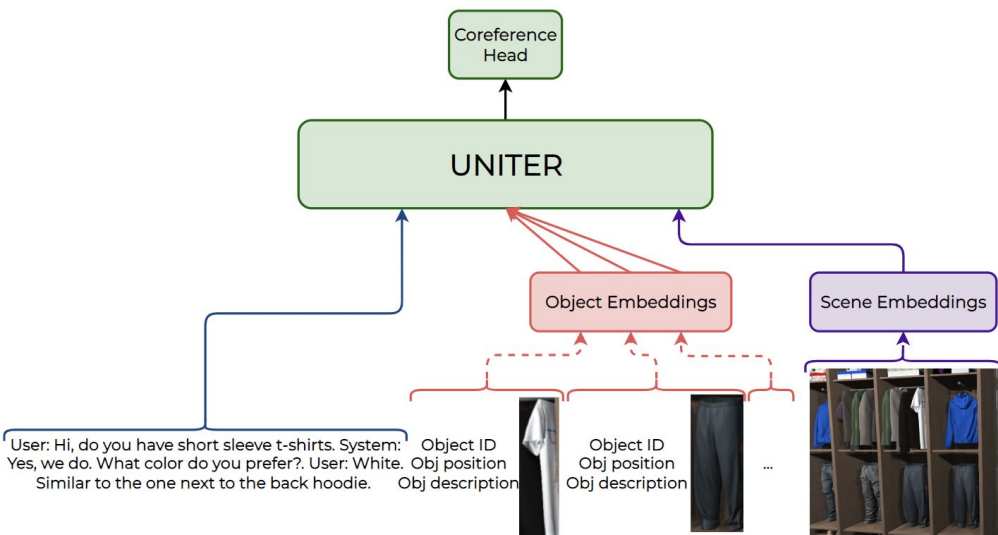 Coreference
Head
UNITER
Object Embeddings
Scene Embeddings
User: Hi, do you have short sleeve t-shirts. System:
Yes, we do. What color do you prefer?. User: White.
Similar to the one next to the back hoodie.
Object ID
Obj position
Obj description
Object ID
Obj position
Obj description
...